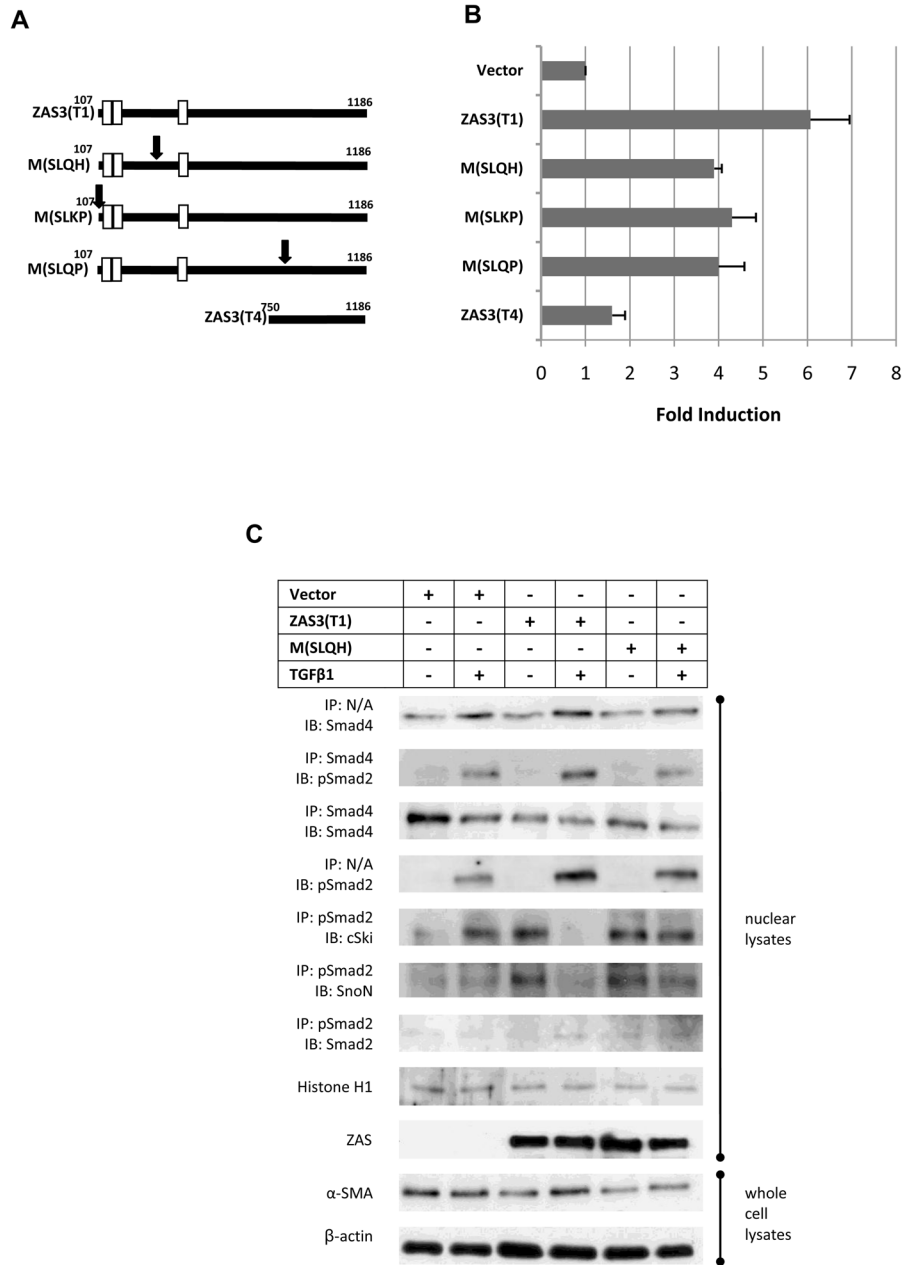 A
107 1186
ZAS3(T1)
107 1186
M(SLQH)
107 1186
M(SLKP)
107 1186
M(SLQP)
750 1186
ZAS3(T4)
B
Vector
ZAS3(T1)
M(SLQH)
M(SLKP)
M(SLQP)
ZAS3(T4)
0 1 2 3 4 5 6 7 8
Fold Induction
C
Vector + + - - - -
ZAS3(T1) - - + + - -
M(SLQH) - - - - + +
TGFβ1 - + - + - +
IP: N/A
IB: Smad4
IP: Smad4
IB: pSmad2
IP: Smad4
IB: Smad4
IP: N/A
IB: pSmad2
IP: pSmad2
IB: cSki
IP: pSmad2
IB: SnoN
IP: pSmad2
IB: Smad2
Histone H1
ZAS
nuclear
lysates
α-SMA
β-actin
whole
cell
lysates